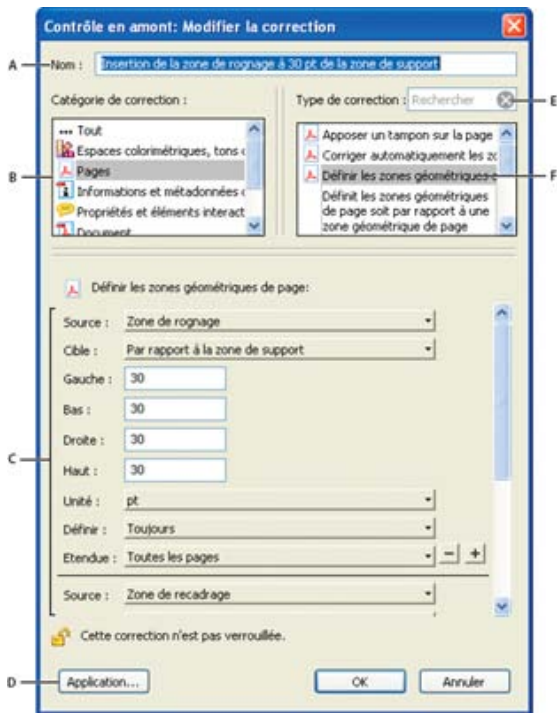 Contrôle en amont: Modifier la correction
A
Nom : Insertion de la zone de rognage à 30 pt de la zone de support
Catégorie de correction :
Type de correction : Rechercher
E
B
... Tout
Espaces colorimétriques, tons
Pages
Informations et métadonnées
Propriétés et éléments interact
Document
Apposer un tampon sur la page
Corriger automatiquement les
Définir les zones géométriques
F
Définit les zones géométriques
de page soit par rapport à une
zone géométrique de page
Définir les zones géométriques de page:
C
Source : Zone de rognage
Cible : Par rapport à la zone de support
Gauche : 30
Bas : 30
Droite : 30
Haut : 30
Unité : pt
Définir : Toujours
Etendue : Toutes les pages - +
Source : Zone de recadrage
Cette correction n'est pas verrouillée.
D
Application... OK Annuler